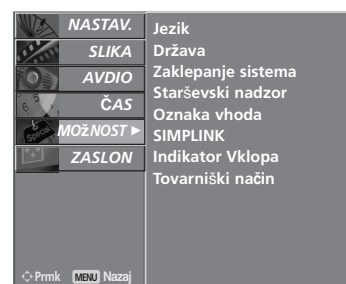 NASTAV.
SLIKA
AVDIO
ČAS
MOŽNOST ►
ZASLON
Jezik
Država
Zaklepanje sistema
Starševski nadzor
Oznaka vhoda
SIMPLINK
Indikator Vklopa
Tovarniški način
Special
Prmk MENU Nazaj